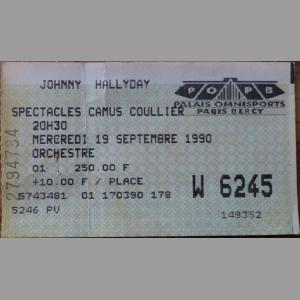 JOHNNY HALLYDAY
P O P B
PALAIS OMNISPORTS
PARIS BERCY
SPECTACLES CAMUS COULLIER
20H30
MERCREDI 19 SEPTEMBRE 1990
ORCHESTRE
01 250.00 F
+10.00 F / PLACE
W 6245
5743481 01 170390 178
149352
5246 PV
2794734